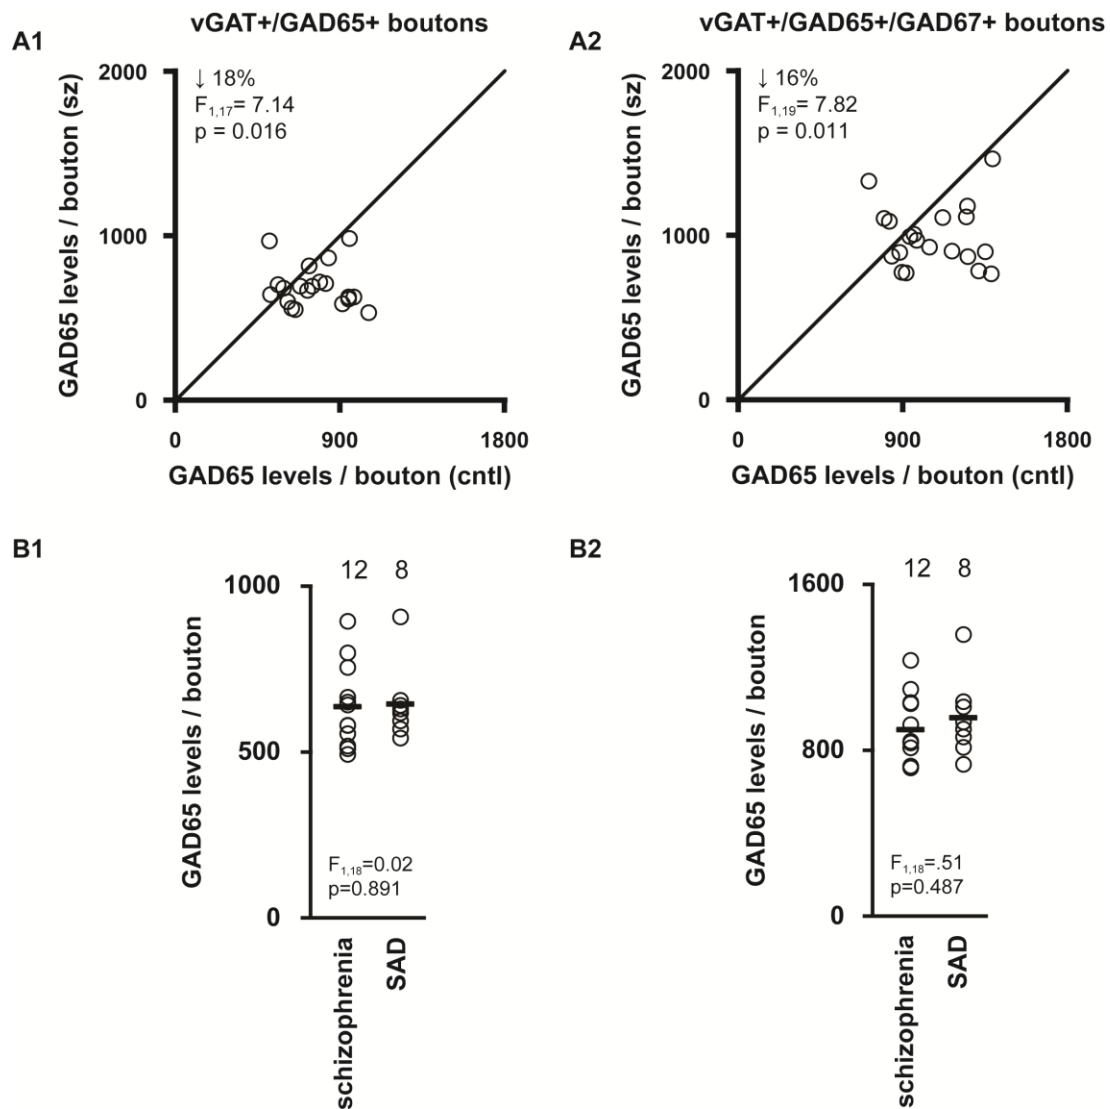 vGAT+/GAD65+ boutons
A1
2000
1000
0
GAD65 levels / bouton (sz)
↓ 18%
F1,17= 7.14
p = 0.016
0 900 1800
GAD65 levels / bouton (cntl)
vGAT+/GAD65+/GAD67+ boutons
A2
2000
1000
0
GAD65 levels / bouton (sz)
↓ 16%
F1,19= 7.82
p = 0.011
0 900 1800
GAD65 levels / bouton (cntl)
B1
12 8
1000
500
0
GAD65 levels / bouton
F1,18=0.02
p=0.891
schizophrenia
SAD
B2
12 8
1600
800
0
GAD65 levels / bouton
F1,18=.51
p=0.487
schizophrenia
SAD